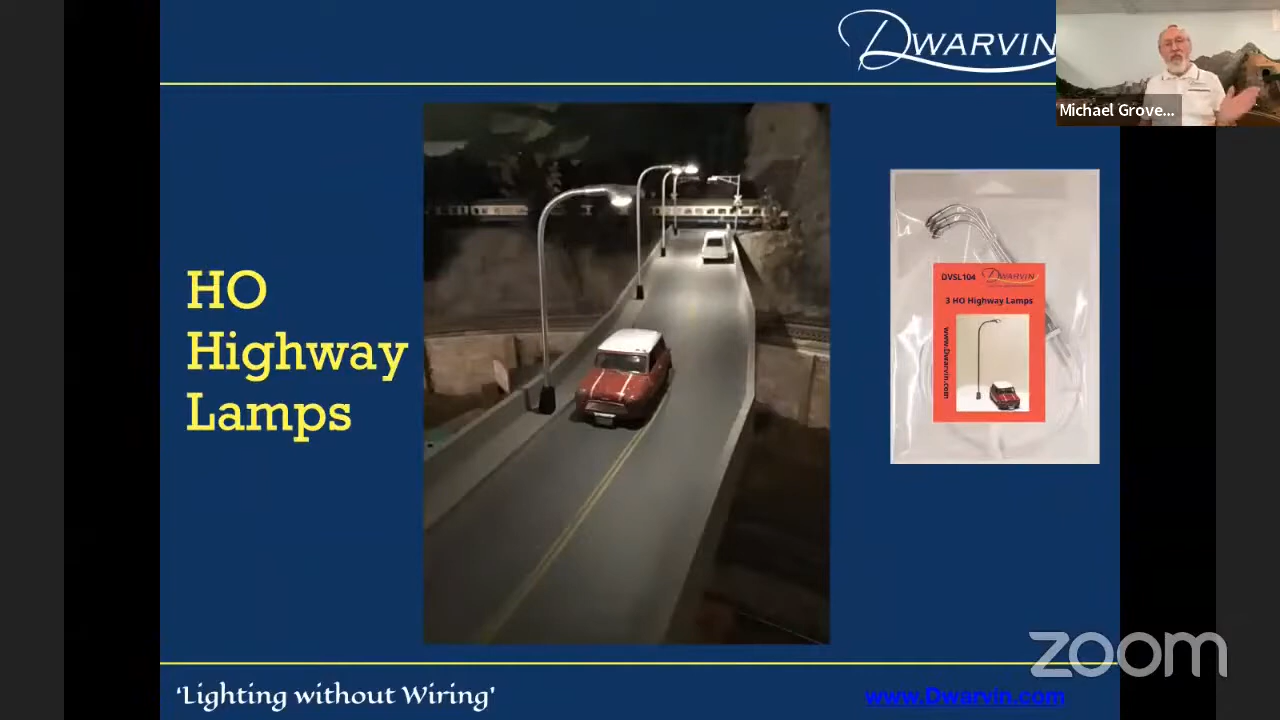 DWARVIN
Michael Grove...
HO
Highway
Lamps
DVSL104 DWARVIN
3 HO Highway Lamps
www.Dwarvin.com
'Lighting without Wiring'
www.Dwarvin.com
zoom